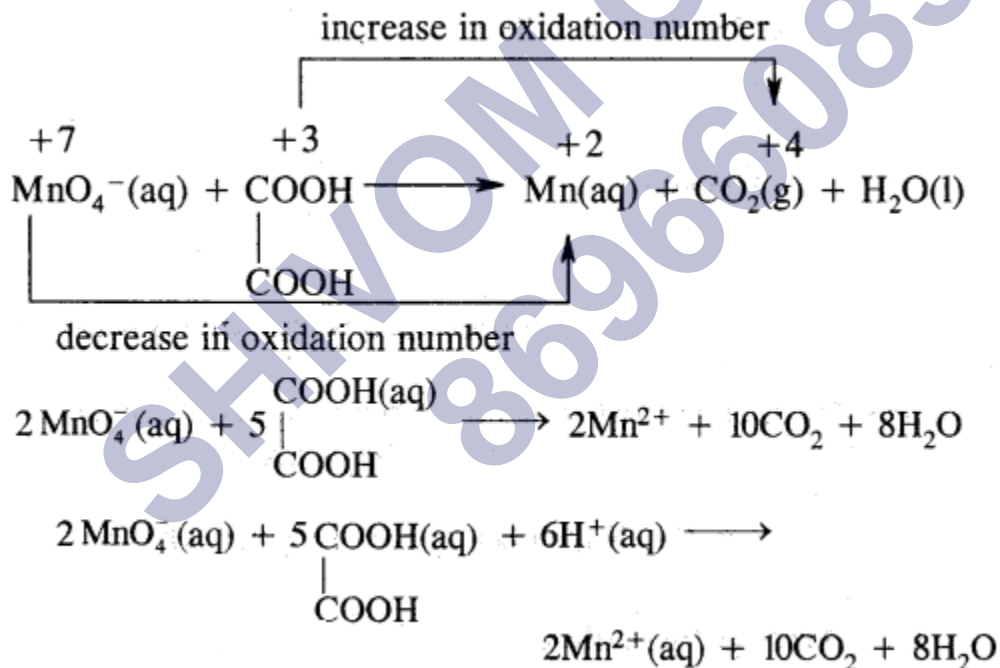 increase in oxidation number
+7 +3 +2 +4
MnO₄⁻(aq) + COOH ⟶ Mn(aq) + CO₂(g) + H₂O(l)
|
COOH
decrease in oxidation number
COOH(aq)
2 MnO₄⁻(aq) + 5 | ⟶ 2Mn²⁺ + 10CO₂ + 8H₂O
COOH
2 MnO₄⁻(aq) + 5 COOH(aq) + 6H⁺(aq) ⟶
|
COOH
2Mn²⁺(aq) + 10CO₂ + 8H₂O
SHIVOM
86966083